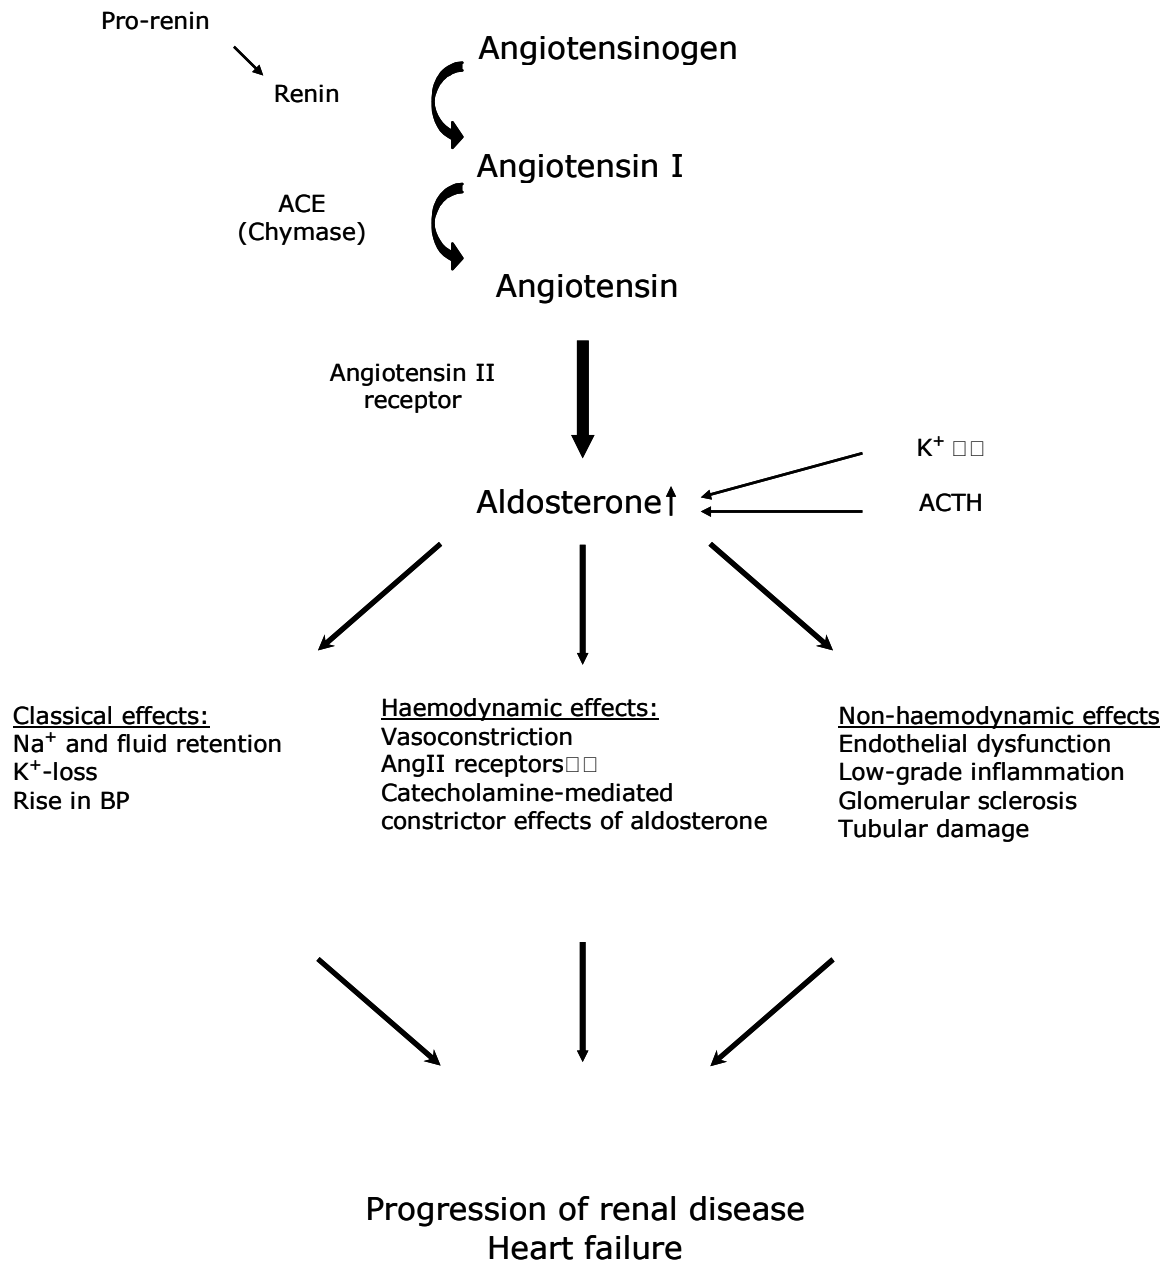 Pro-renin
Angiotensinogen
Renin
Angiotensin I
ACE
(Chymase)
Angiotensin
Angiotensin II
receptor
K⁺ □□
Aldosterone↑
ACTH
Classical effects:
Na⁺ and fluid retention
K⁺-loss
Rise in BP
Haemodynamic effects:
Vasoconstriction
AngII receptors□□
Catecholamine-mediated
constrictor effects of aldosterone
Non-haemodynamic effects
Endothelial dysfunction
Low-grade inflammation
Glomerular sclerosis
Tubular damage
Progression of renal disease
Heart failure